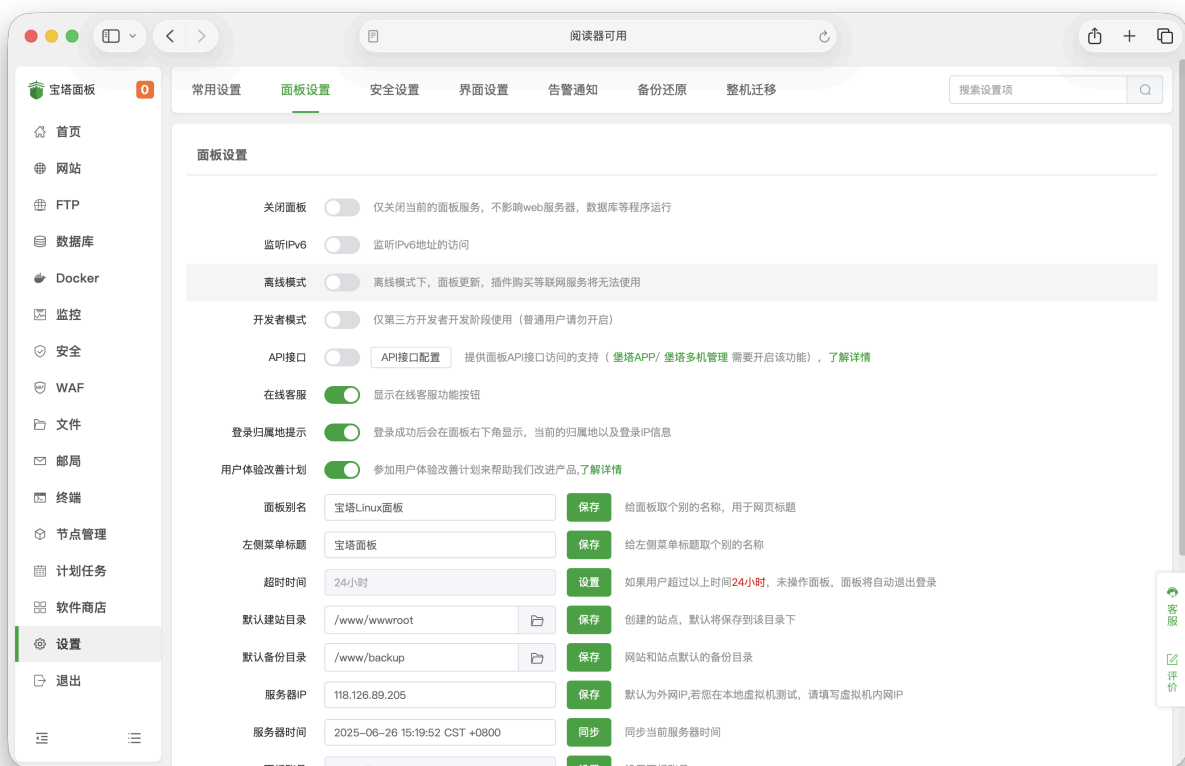 阅读器可用
宝塔面板 0
首页
网站
FTP
数据库
Docker
监控
安全
WAF
文件
邮局
终端
节点管理
计划任务
软件商店
设置
退出
常用设置 面板设置 安全设置 界面设置 告警通知 备份还原 整机迁移 搜索设置项
面板设置
关闭面板 仅关闭当前的面板服务，不影响web服务器，数据库等程序运行
监听IPv6 监听IPv6地址的访问
离线模式 离线模式下，面板更新，插件购买等联网服务将无法使用
开发者模式 仅第三方开发者开发阶段使用（普通用户请勿开启）
API接口 API接口配置 提供面板API接口访问的支持（ 堡塔APP/ 堡塔多机管理 需要开启该功能），了解详情
在线客服 显示在线客服功能按钮
登录归属地提示 登录成功后会在面板右下角显示，当前的归属地以及登录IP信息
用户体验改善计划 参加用户体验改善计划来帮助我们改进产品,了解详情
面板别名 宝塔Linux面板 保存 给面板取个别的名称，用于网页标题
左侧菜单标题 宝塔面板 保存 给左侧菜单标题取个别的名称
超时时间 24小时 设置 如果用户超过以上时间24小时，未操作面板，面板将自动退出登录
默认建站目录 /www/wwwroot 保存 创建的站点，默认将保存到该目录下
默认备份目录 /www/backup 保存 网站和站点默认的备份目录
服务器IP 118.126.89.205 保存 默认为外网IP,若您在本地虚拟机测试，请填写虚拟机内网IP
服务器时间 2025-06-26 15:19:52 CST +0800 同步 同步当前服务器时间
客服
评价